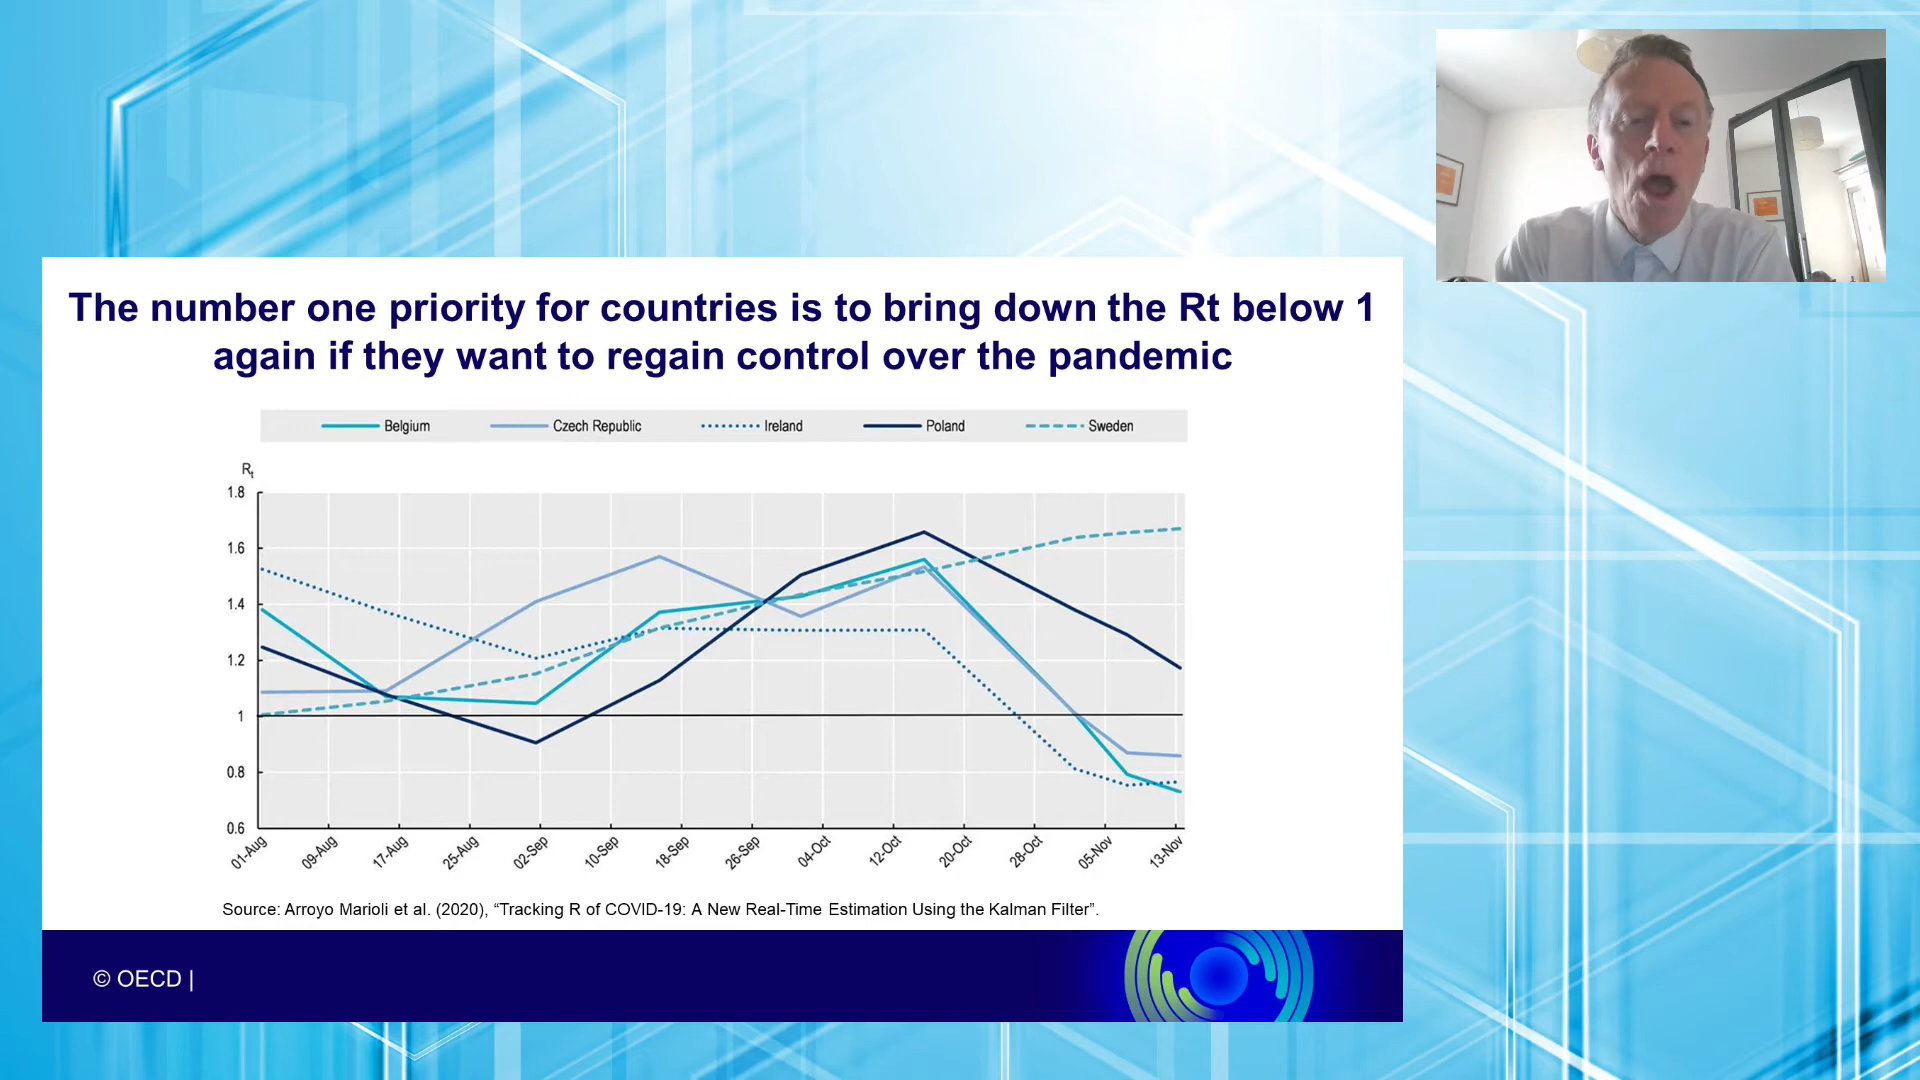 The number one priority for countries is to bring down the Rt below 1
again if they want to regain control over the pandemic
Belgium Czech Republic Ireland Poland Sweden
Rt
1.8
1.6
1.4
1.2
1
0.8
0.6
01-Aug 09-Aug 17-Aug 25-Aug 02-Sep 10-Sep 18-Sep 26-Sep 04-Oct 12-Oct 20-Oct 28-Oct 05-Nov 13-Nov
Source: Arroyo Marioli et al. (2020), “Tracking R of COVID-19: A New Real-Time Estimation Using the Kalman Filter”.
© OECD |